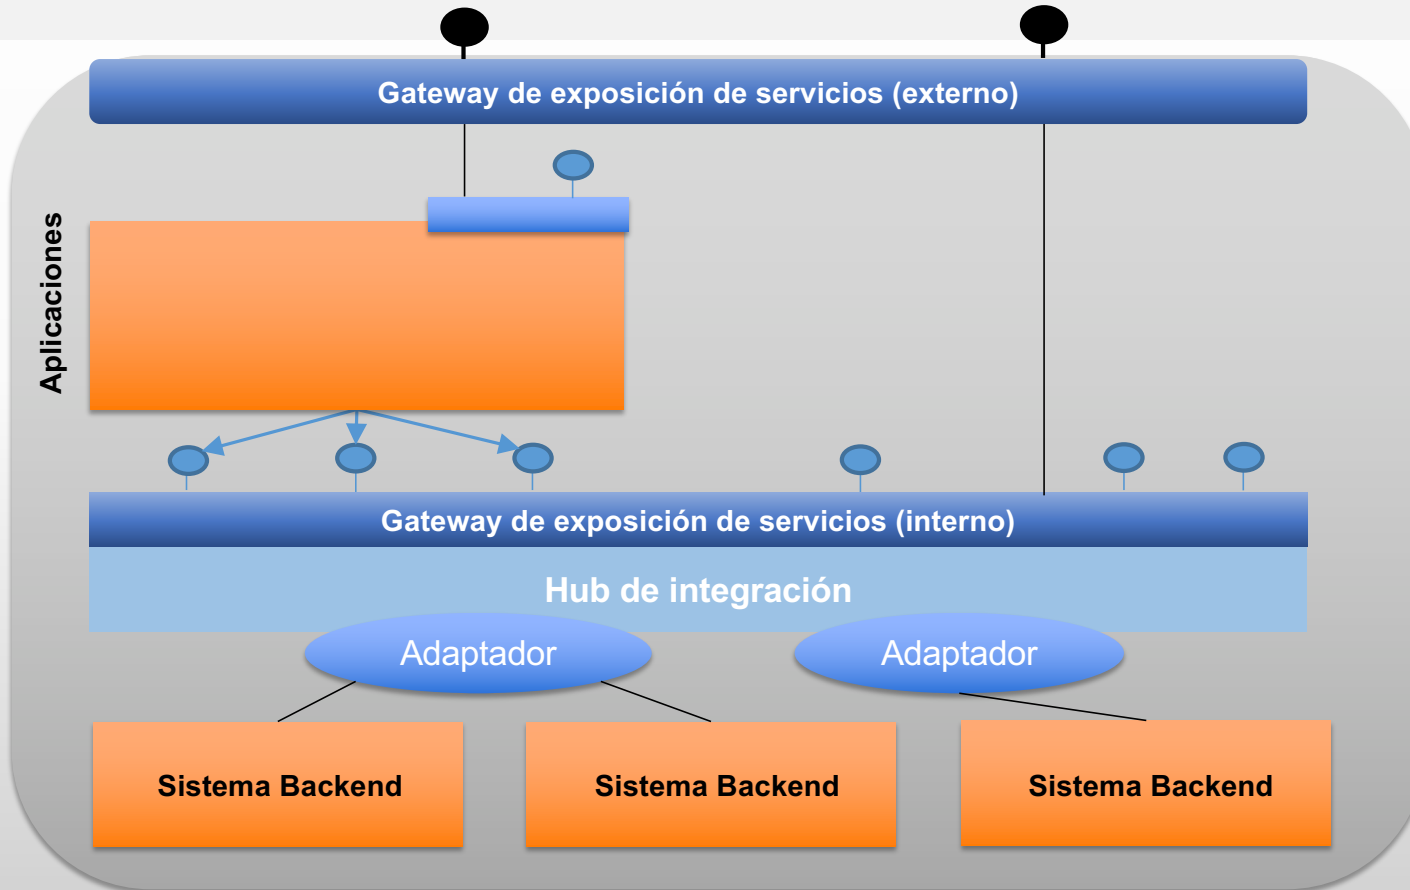 Gateway de exposición de servicios (externo)
Aplicaciones
Gateway de exposición de servicios (interno)
Hub de integración
Adaptador
Adaptador
Sistema Backend
Sistema Backend
Sistema Backend